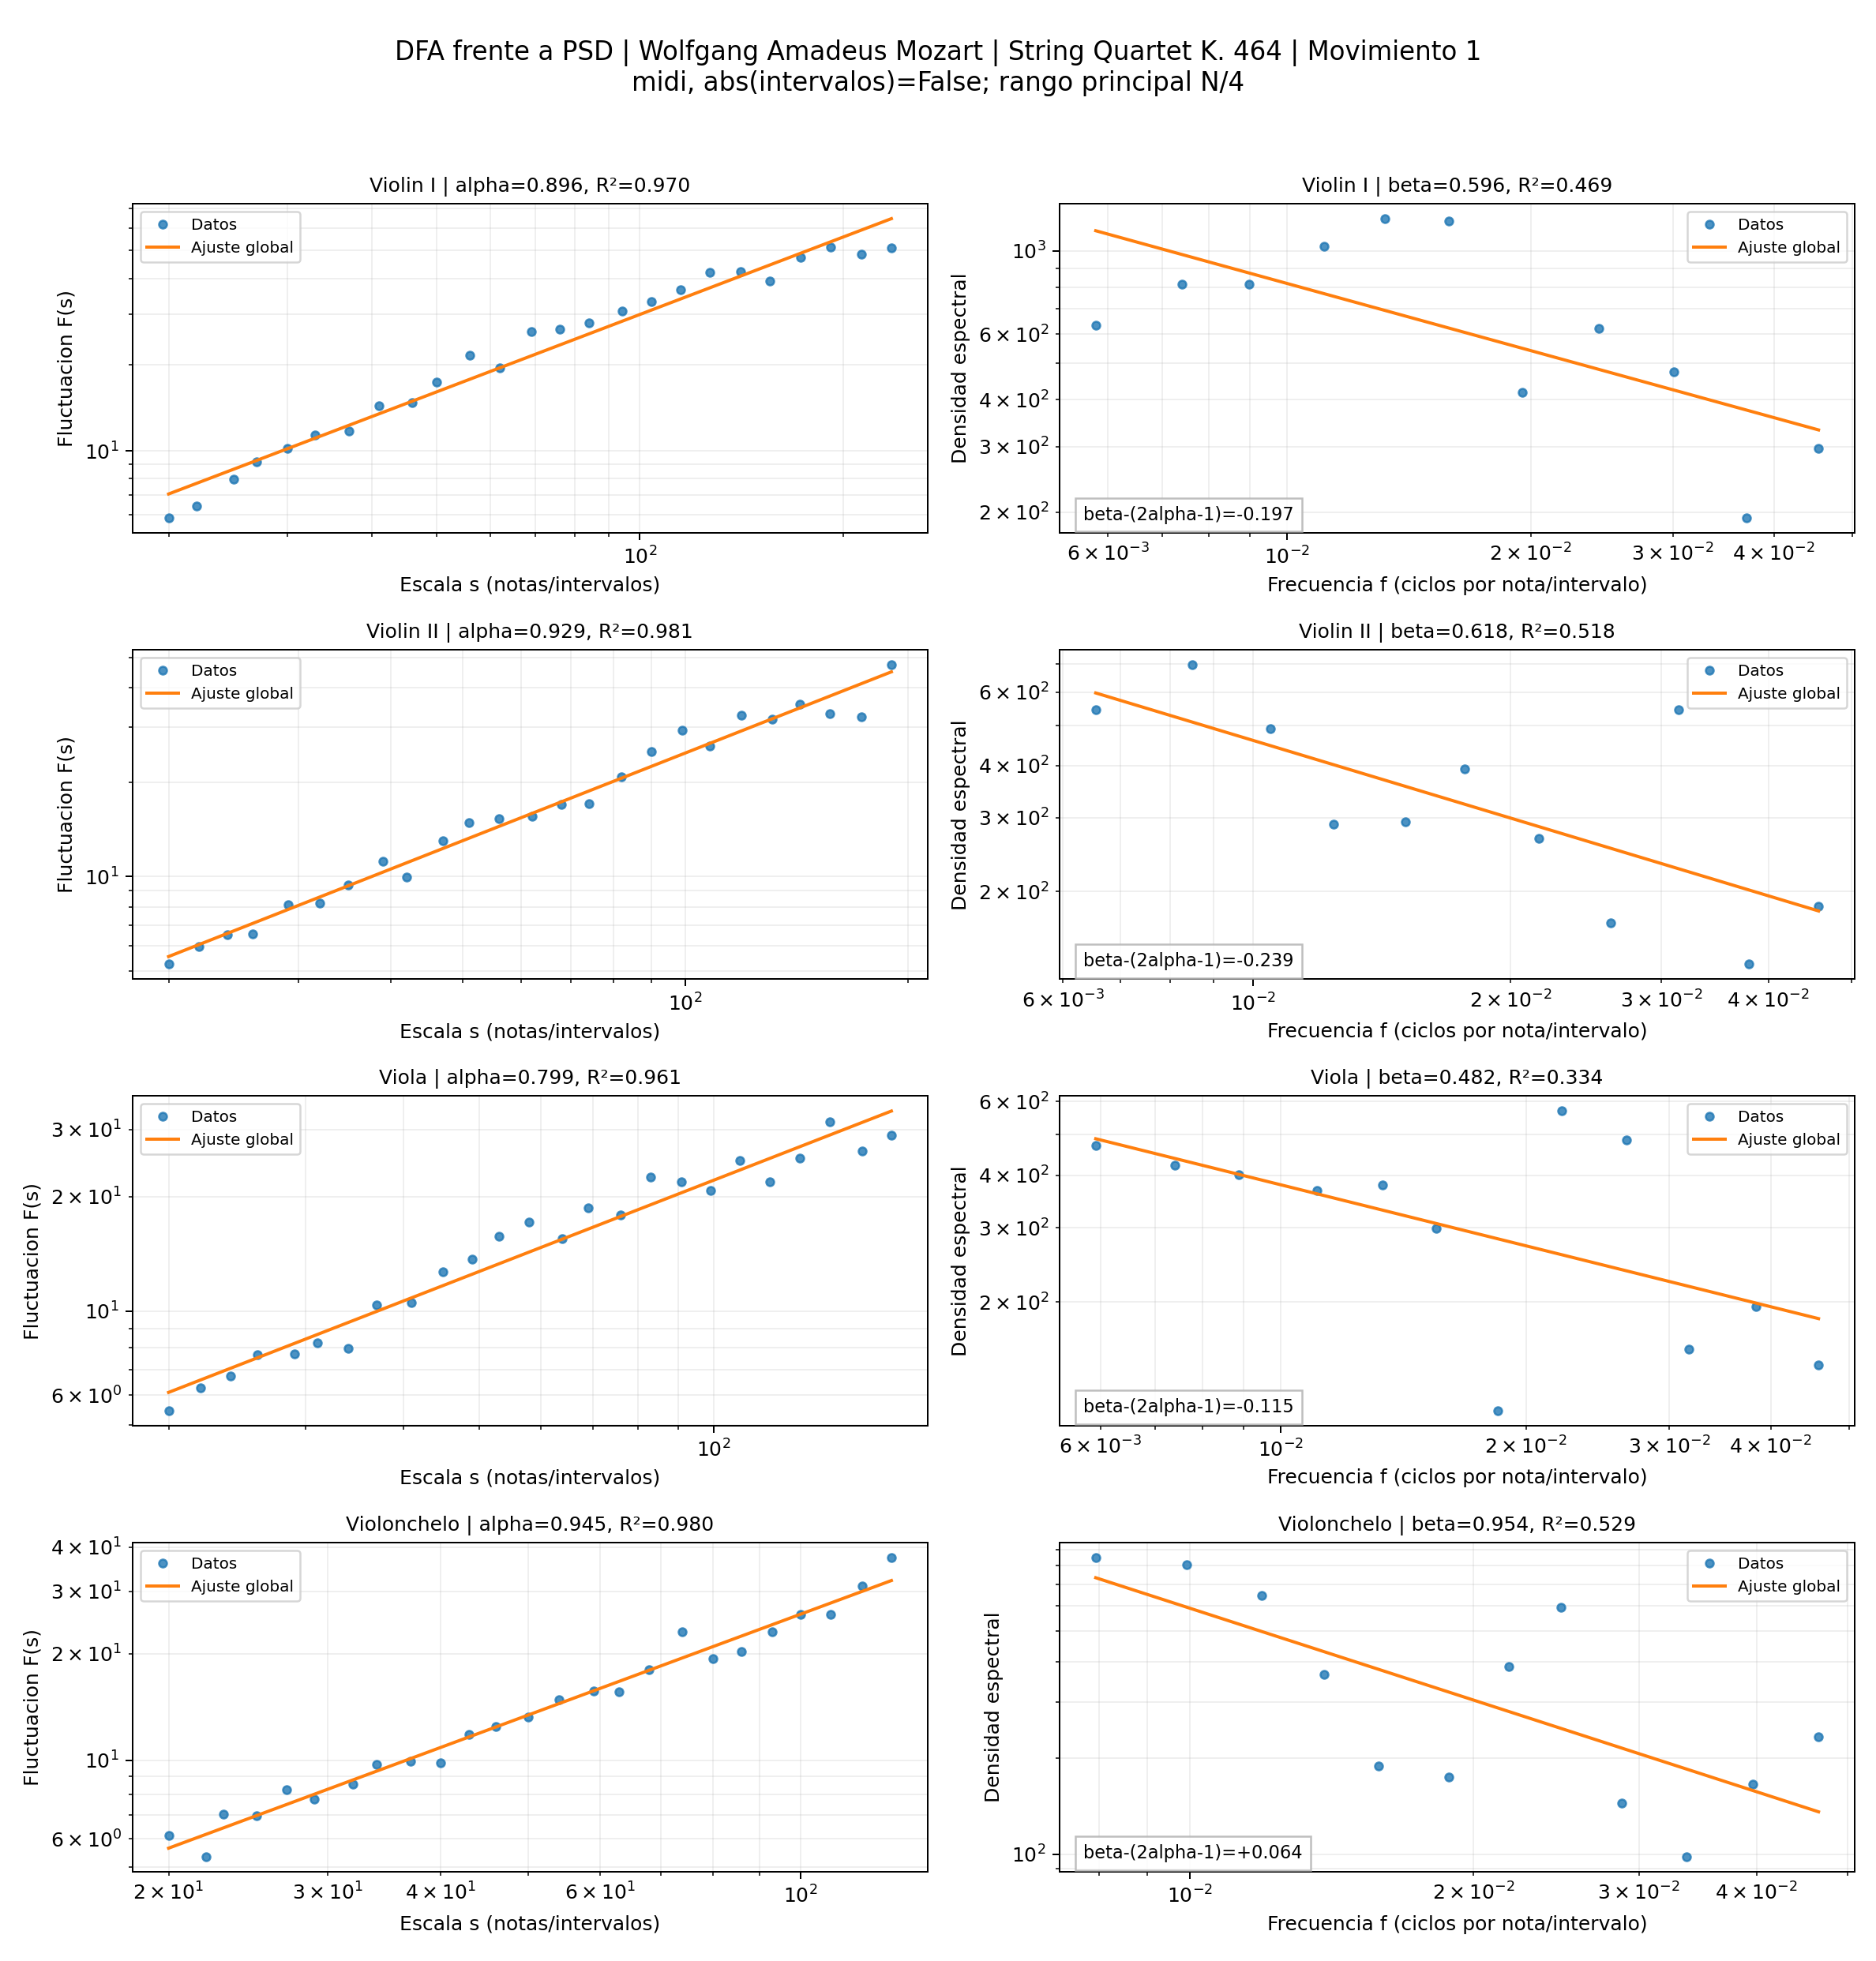 DFA frente a PSD | Wolfgang Amadeus Mozart | String Quartet K. 464 | Movimiento 1
midi, abs(intervalos)=False; rango principal N/4
Violin I | alpha=0.896, R²=0.970
Datos
Ajuste global
Fluctuacion F(s)
10¹
10²
Escala s (notas/intervalos)
Violin I | beta=0.596, R²=0.469
Datos
Ajuste global
Densidad espectral
10³
6 × 10²
4 × 10²
3 × 10²
2 × 10²
beta-(2alpha-1)=-0.197
6 × 10⁻³ 10⁻² 2 × 10⁻² 3 × 10⁻² 4 × 10⁻²
Frecuencia f (ciclos por nota/intervalo)
Violin II | alpha=0.929, R²=0.981
Datos
Ajuste global
Fluctuacion F(s)
10¹
10²
Escala s (notas/intervalos)
Violin II | beta=0.618, R²=0.518
Datos
Ajuste global
Densidad espectral
6 × 10²
4 × 10²
3 × 10²
2 × 10²
beta-(2alpha-1)=-0.239
6 × 10⁻³ 10⁻² 2 × 10⁻² 3 × 10⁻² 4 × 10⁻²
Frecuencia f (ciclos por nota/intervalo)
Viola | alpha=0.799, R²=0.961
Datos
Ajuste global
Fluctuacion F(s)
3 × 10¹
2 × 10¹
10¹
6 × 10⁰
10²
Escala s (notas/intervalos)
Viola | beta=0.482, R²=0.334
Datos
Ajuste global
Densidad espectral
6 × 10²
4 × 10²
3 × 10²
2 × 10²
beta-(2alpha-1)=-0.115
6 × 10⁻³ 10⁻² 2 × 10⁻² 3 × 10⁻² 4 × 10⁻²
Frecuencia f (ciclos por nota/intervalo)
Violonchelo | alpha=0.945, R²=0.980
Datos
Ajuste global
Fluctuacion F(s)
4 × 10¹
3 × 10¹
2 × 10¹
10¹
6 × 10⁰
2 × 10¹ 3 × 10¹ 4 × 10¹ 6 × 10¹ 10²
Escala s (notas/intervalos)
Violonchelo | beta=0.954, R²=0.529
Datos
Ajuste global
Densidad espectral
10²
beta-(2alpha-1)=+0.064
10⁻² 2 × 10⁻² 3 × 10⁻² 4 × 10⁻²
Frecuencia f (ciclos por nota/intervalo)